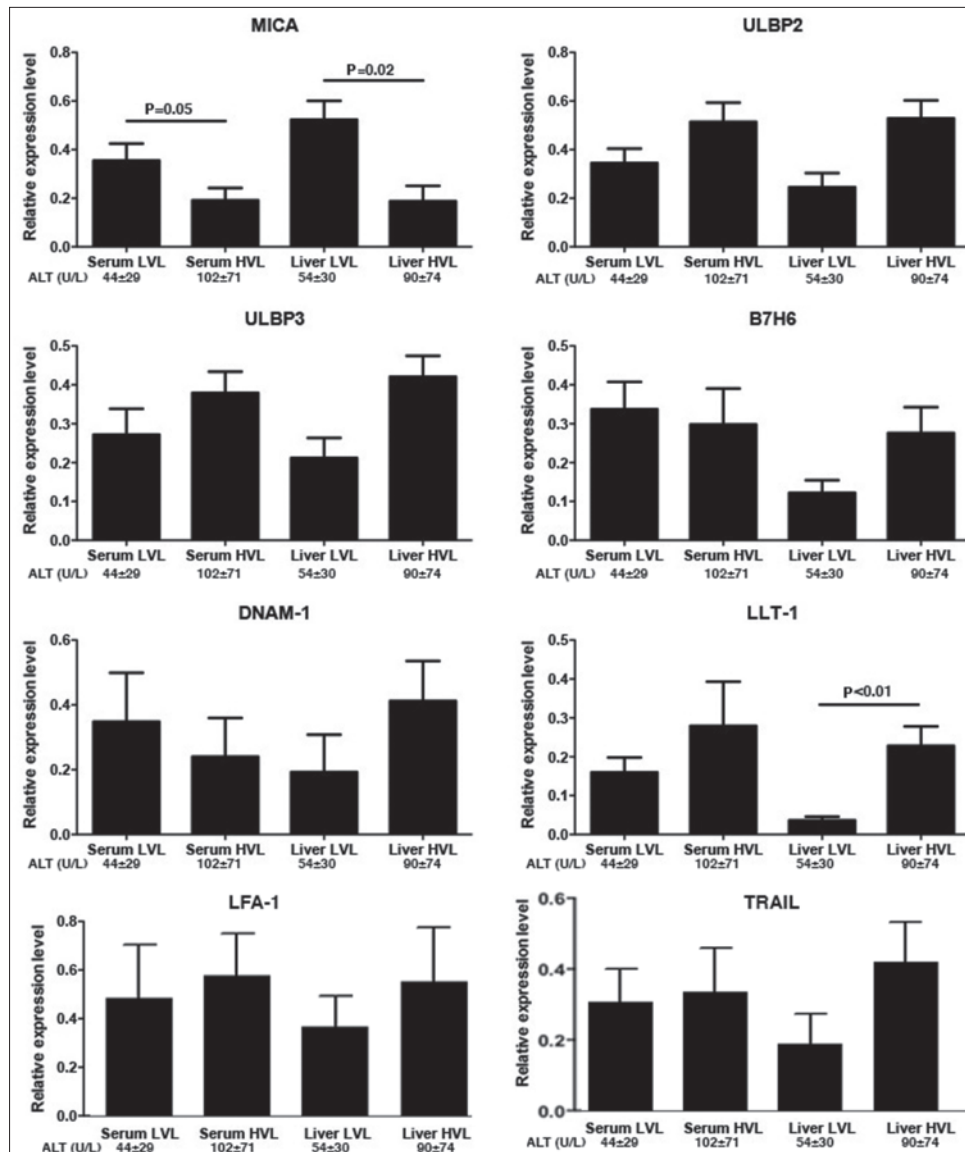 MICA
Relative expression level
0.8
0.6
0.4
0.2
0.0
P=0.05
P=0.02
Serum LVL Serum HVL Liver LVL Liver HVL
ALT (U/L) 44±29 102±71 54±30 90±74
ULBP2
Relative expression level
0.8
0.6
0.4
0.2
0.0
Serum LVL Serum HVL Liver LVL Liver HVL
ALT (U/L) 44±29 102±71 54±30 90±74
ULBP3
Relative expression level
0.5
0.4
0.3
0.2
0.1
0.0
Serum LVL Serum HVL Liver LVL Liver HVL
ALT (U/L) 44±29 102±71 54±30 90±74
B7H6
Relative expression level
0.5
0.4
0.3
0.2
0.1
0.0
Serum LVL Serum HVL Liver LVL Liver HVL
ALT (U/L) 44±29 102±71 54±30 90±74
DNAM-1
Relative expression level
0.6
0.4
0.2
0.0
Serum LVL Serum HVL Liver LVL Liver HVL
ALT (U/L) 44±29 102±71 54±30 90±74
LLT-1
Relative expression level
0.5
0.4
0.3
0.2
0.1
0.0
P<0.01
Serum LVL Serum HVL Liver LVL Liver HVL
ALT (U/L) 44±29 102±71 54±30 90±74
LFA-1
Relative expression level
0.8
0.6
0.4
0.2
0.0
Serum LVL Serum HVL Liver LVL Liver HVL
ALT (U/L) 44±29 102±71 54±30 90±74
TRAIL
Relative expression level
0.6
0.4
0.2
0.0
Serum LVL Serum HVL Liver LVL Liver HVL
ALT (U/L) 44±29 102±71 54±30 90±74